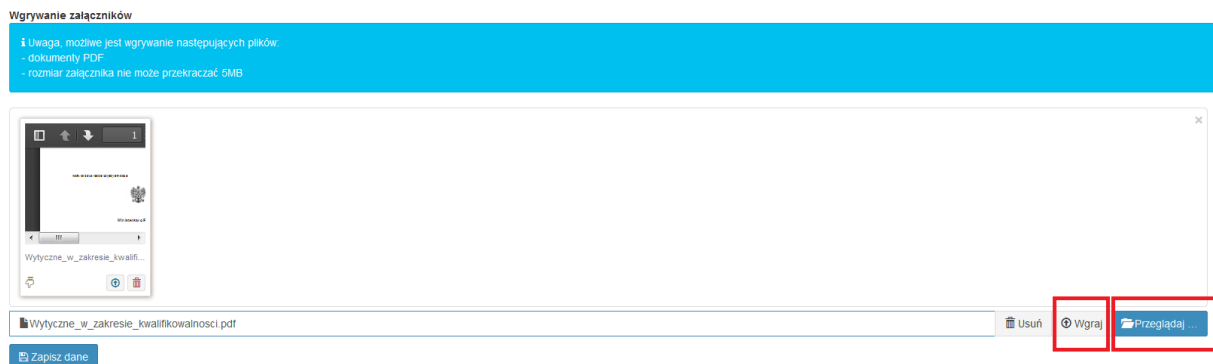 Wgrywanie załączników
i Uwaga, możliwe jest wgrywanie następujących plików:
- dokumenty PDF
- rozmiar załącznika nie może przekraczać 5MB
×
1
Wytyczne_w_zakresie_kwalifi...
Wytyczne_w_zakresie_kwalifikowalnosci.pdf
Usuń
Wgraj
Przeglądaj ...
Zapisz dane